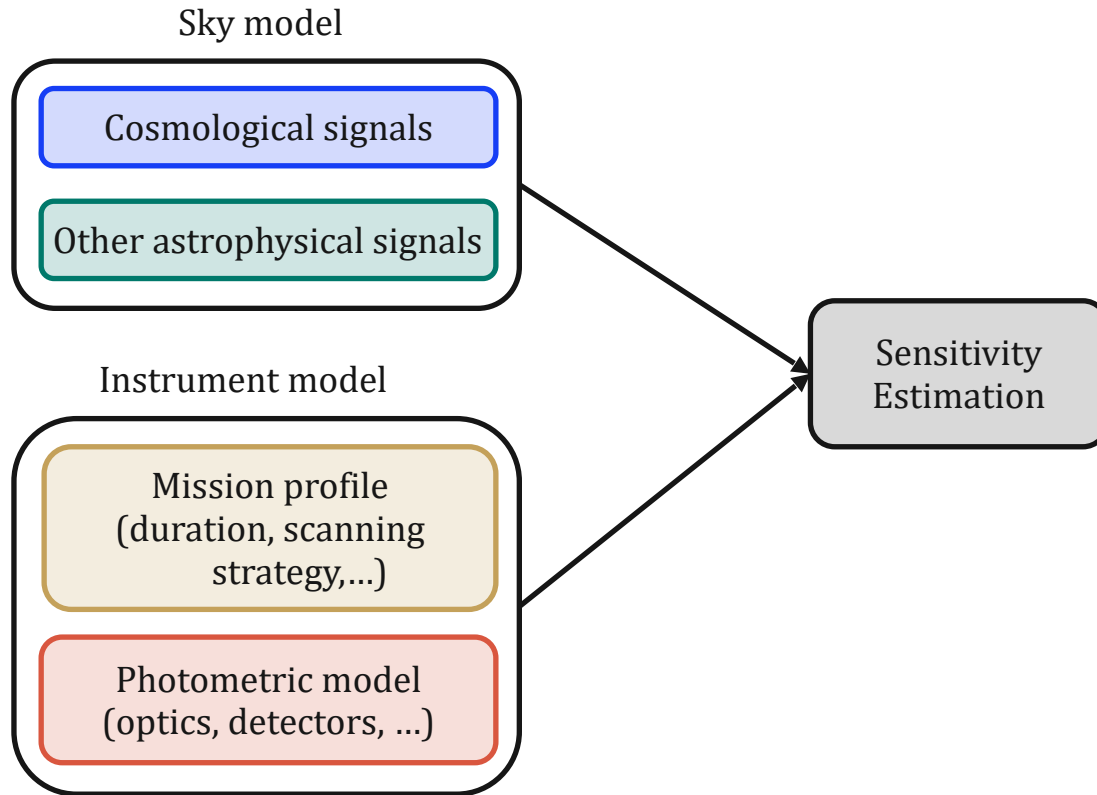 Sky model
Cosmological signals
Other astrophysical signals
Instrument model
Mission profile
(duration, scanning
strategy,...)
Photometric model
(optics, detectors, ...)
Sensitivity
Estimation